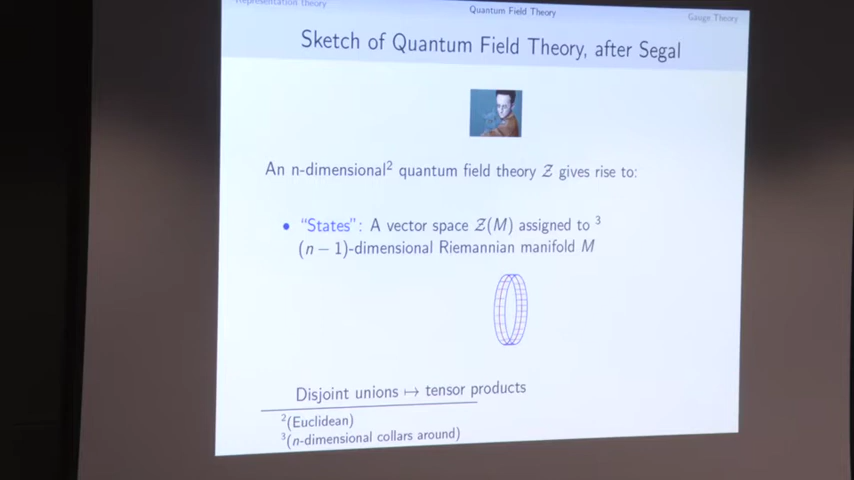 Representation theory
Quantum Field Theory
Gauge Theory
Sketch of Quantum Field Theory, after Segal
An n-dimensional² quantum field theory 𝒵 gives rise to:
• “States”: A vector space 𝒵(M) assigned to ³
(n − 1)-dimensional Riemannian manifold M
Disjoint unions ↦ tensor products
²(Euclidean)
³(n-dimensional collars around)